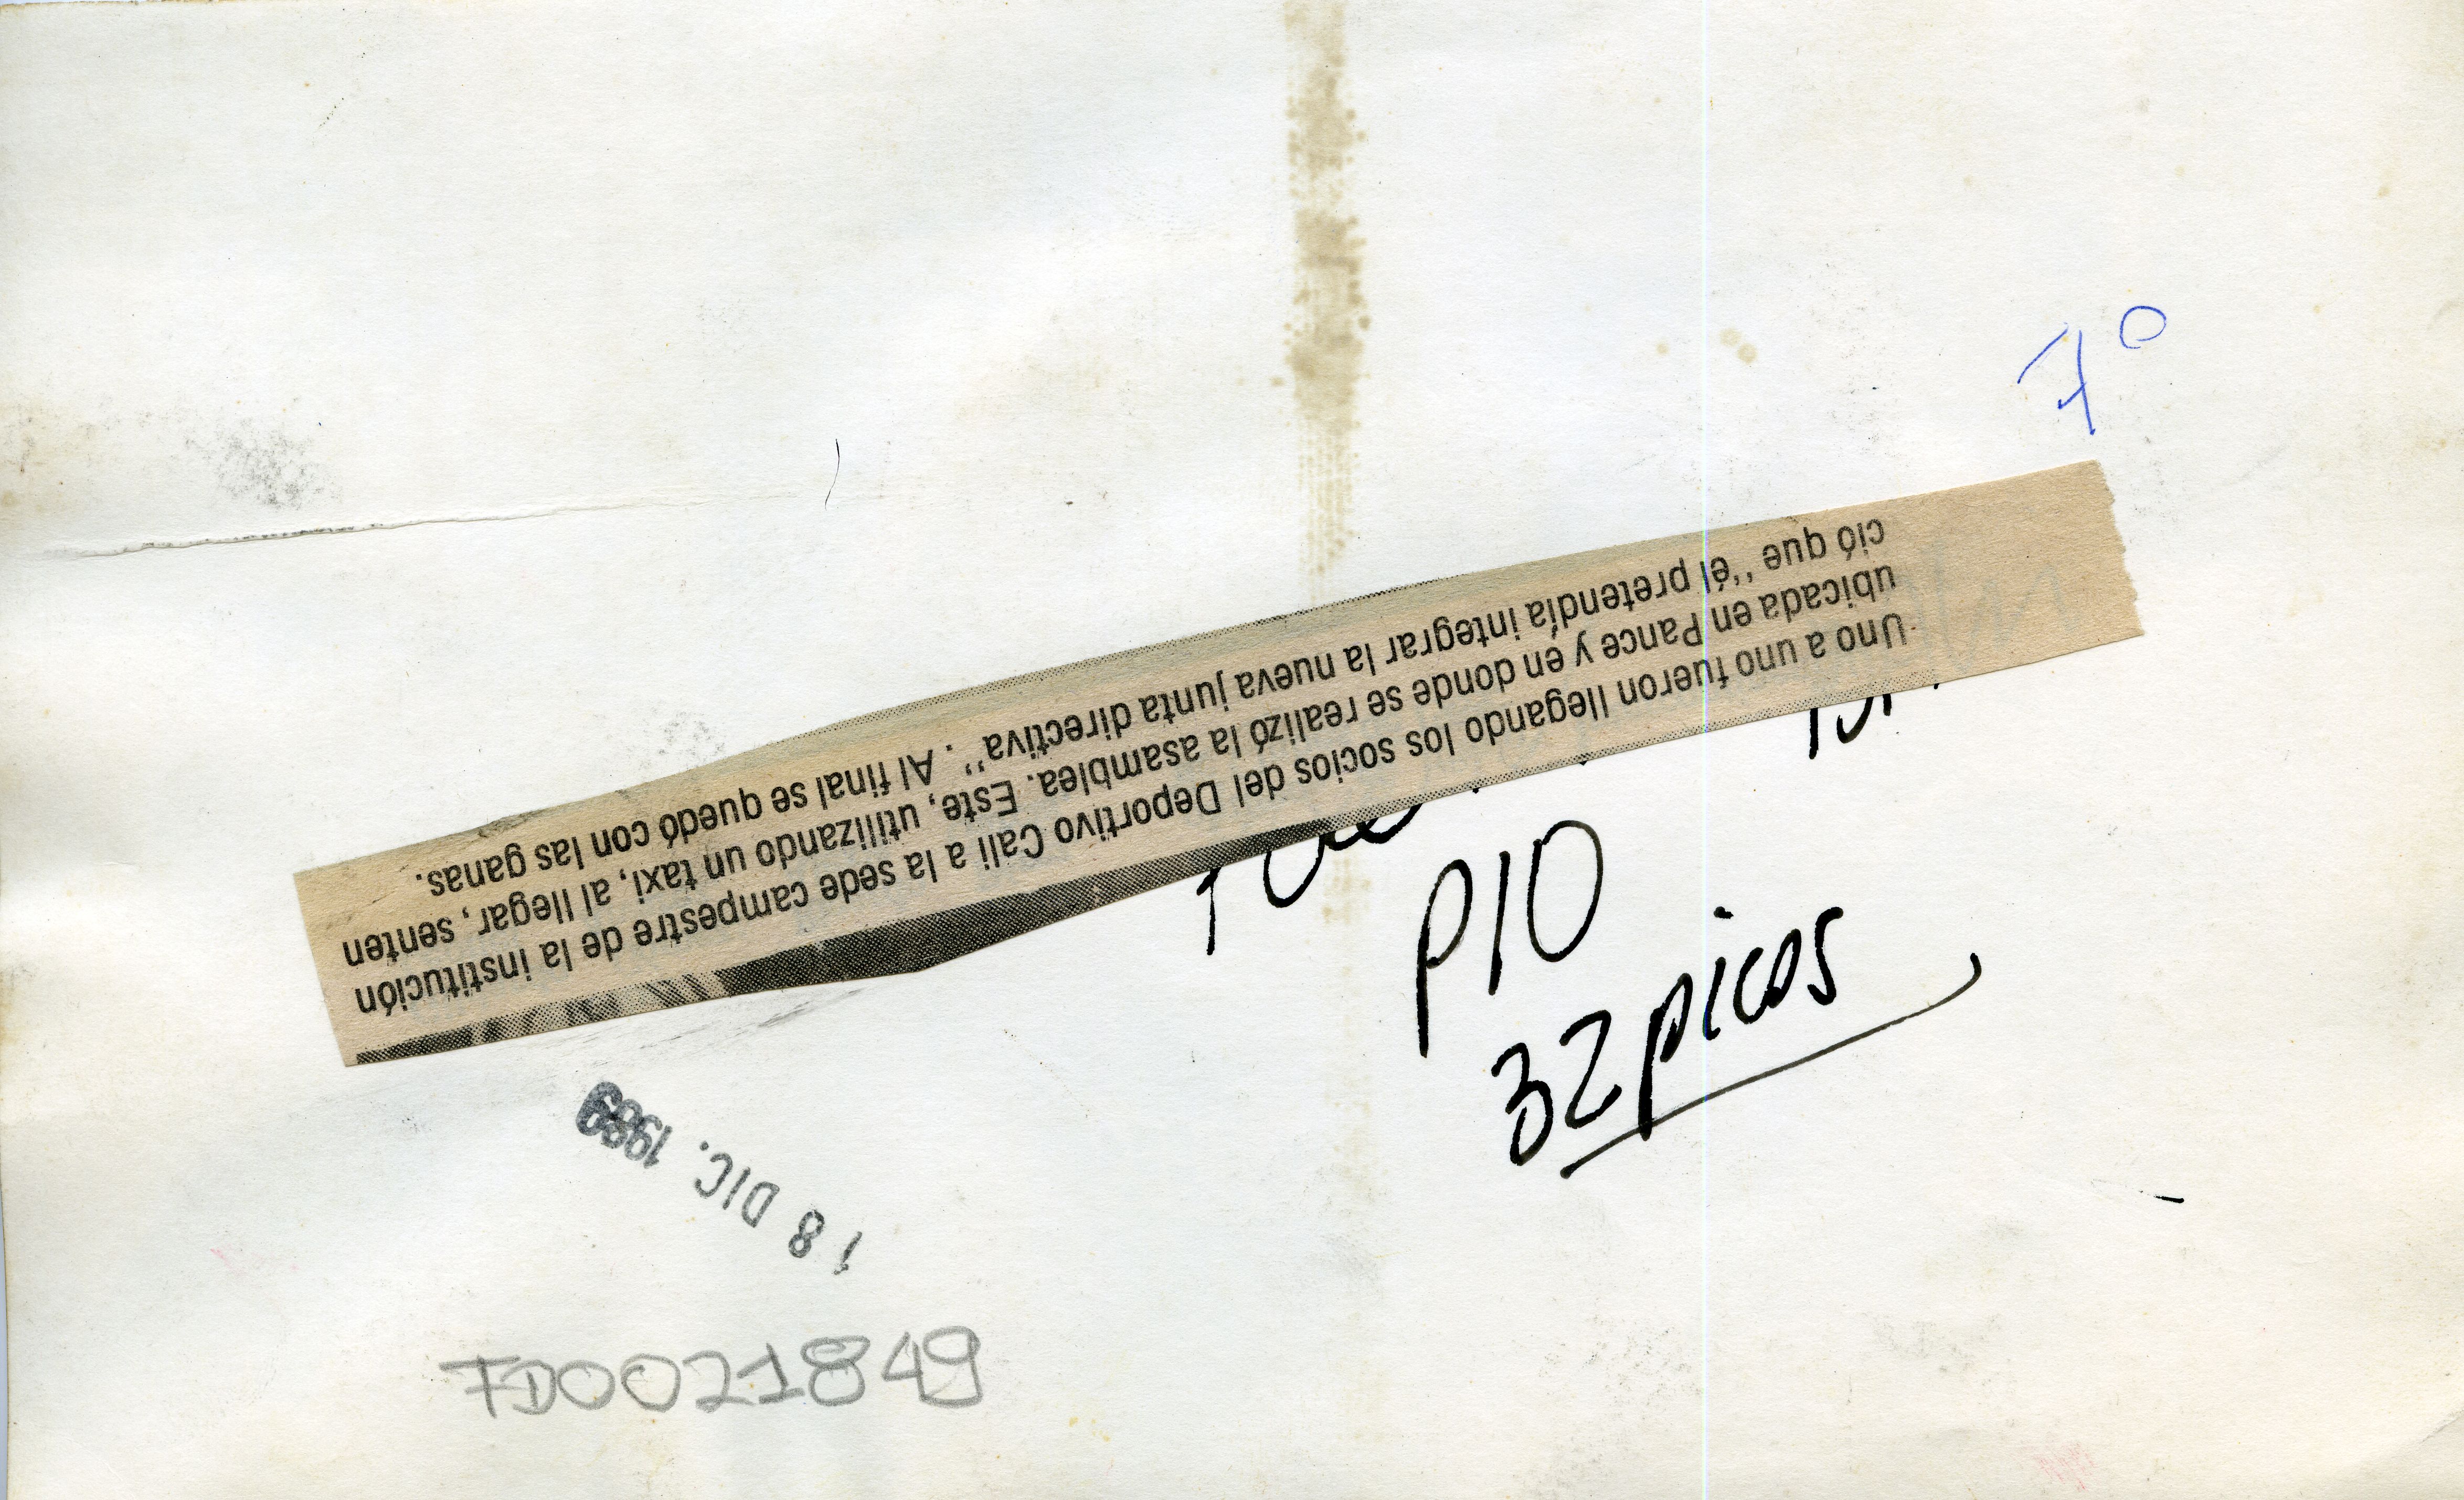 7°
Uno a uno fueron llegando los socios del Deportivo Cali a la sede campestre de la institución
ubicada en Pance y en donde se realizó la asamblea. Este, utilizando un taxi, al llegar, senten
ció que "él pretendía integrar la nueva junta directiva". Al final se quedó con las ganas.
P10
32 picas
18 DIC. 1989
FD0021849